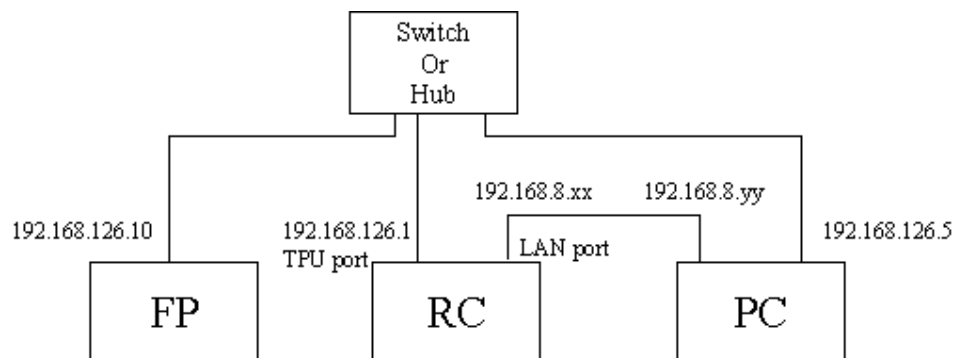 Switch
Or
Hub
192.168.8.xx
192.168.8.yy
192.168.126.10
192.168.126.1
192.168.126.5
TPU port
LAN port
FP
RC
PC